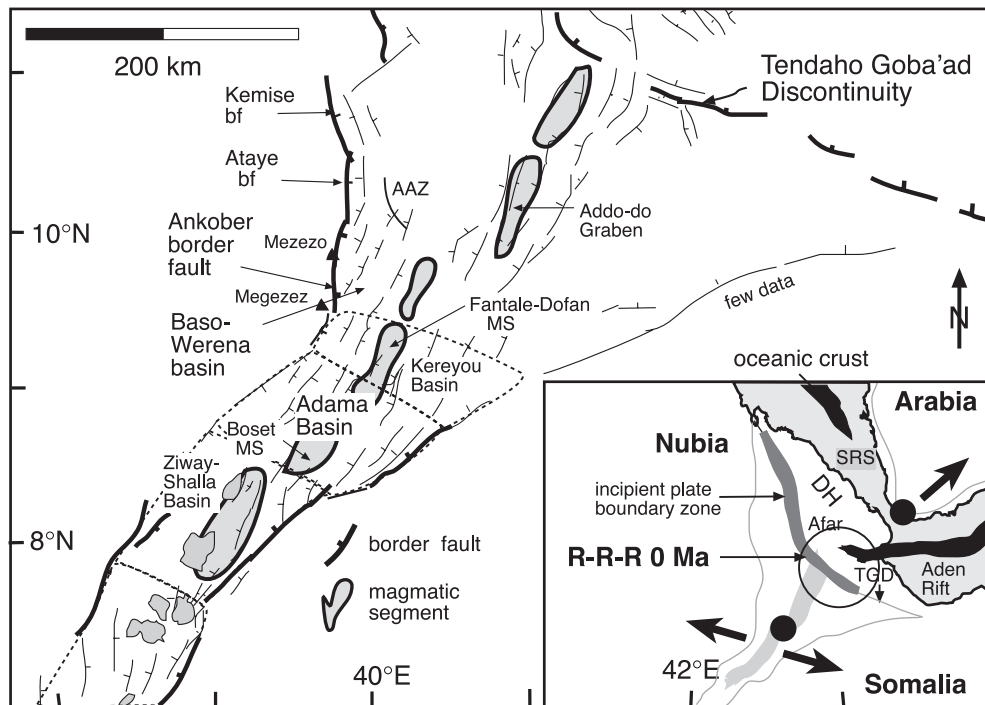 200 km
Kemise
bf
Ataye
bf
AAZ
Ankober
border
fault
Mezezo
Megezez
Baso-
Werena
basin
10°N
Tendaho Goba'ad
Discontinuity
Addo-do
Graben
few data
Fantale-Dofan
MS
Kereyou
Basin
Adama
Basin
Boset
MS
Ziway-
Shalla
Basin
8°N
border fault
magmatic
segment
40°E
42°E
N
oceanic crust
Arabia
Nubia
SRS
incipient plate
boundary zone
DH
Afar
R-R-R 0 Ma
TGD
Aden
Rift
Somalia